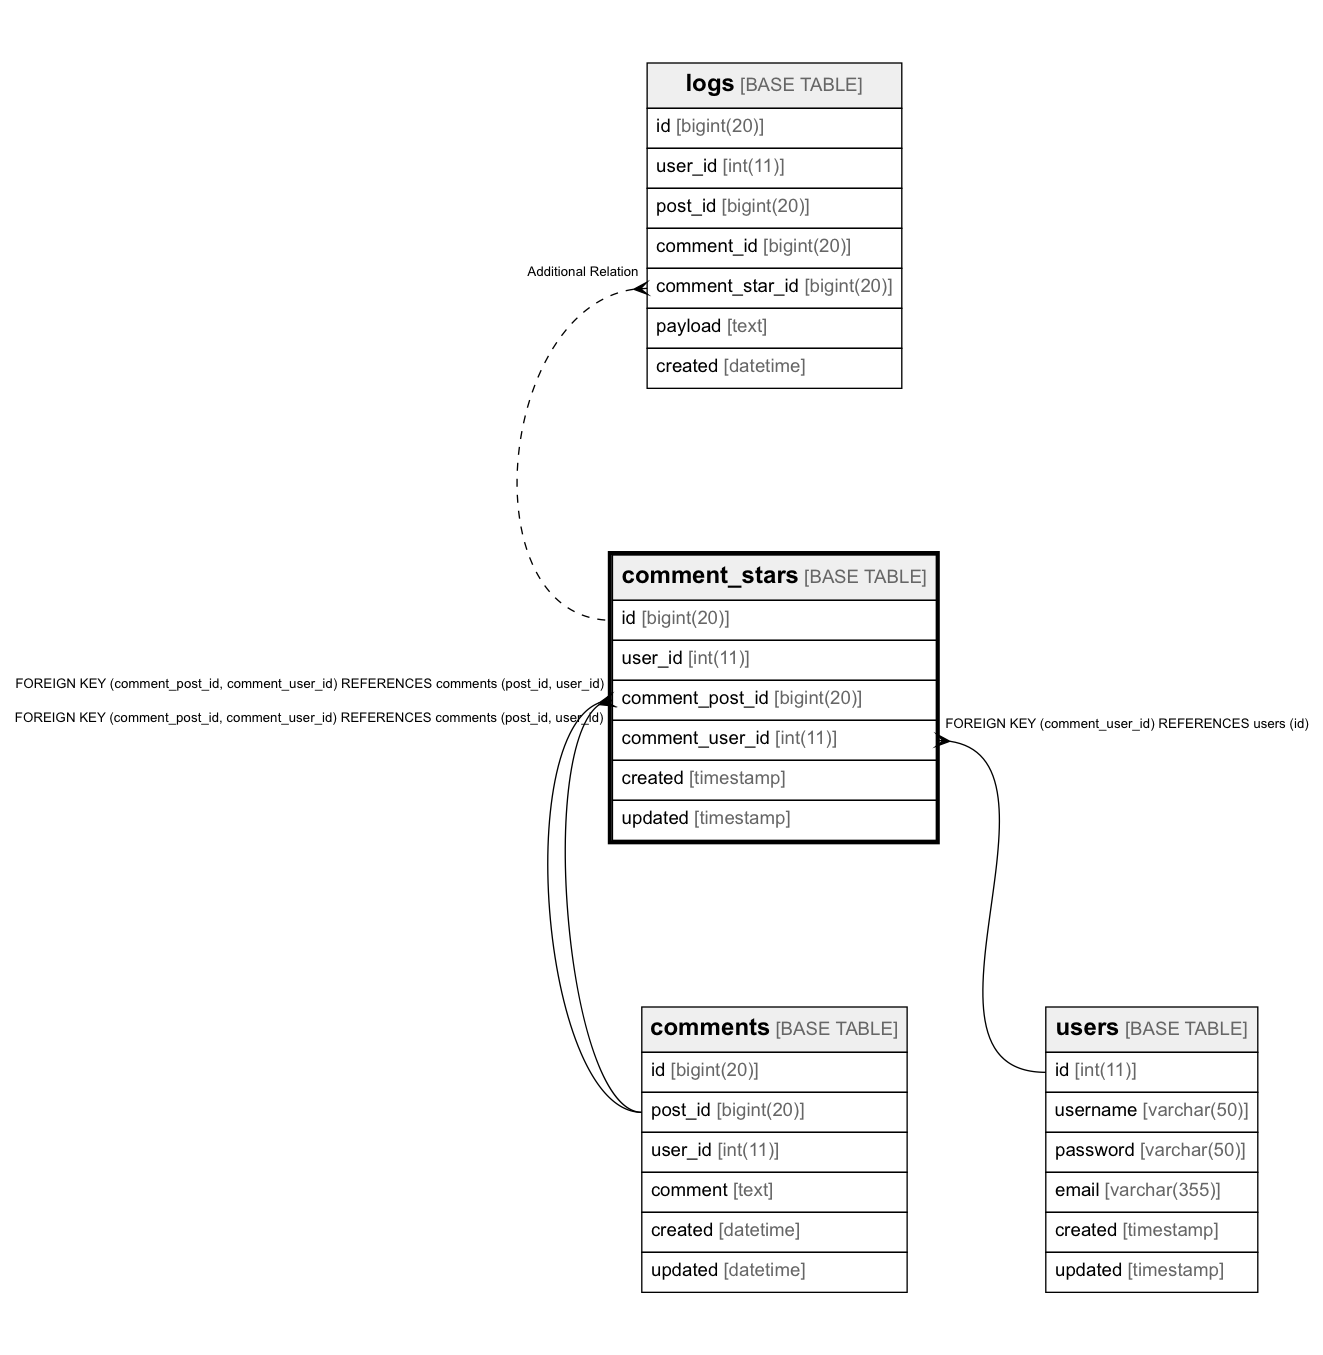 logs [BASE TABLE]
id [bigint(20)]
user_id [int(11)]
post_id [bigint(20)]
comment_id [bigint(20)]
Additional Relation
comment_star_id [bigint(20)]
payload [text]
created [datetime]
comment_stars [BASE TABLE]
id [bigint(20)]
user_id [int(11)]
FOREIGN KEY (comment_post_id, comment_user_id) REFERENCES comments (post_id, user_id)
comment_post_id [bigint(20)]
FOREIGN KEY (comment_post_id, comment_user_id) REFERENCES comments (post_id, user_id)
FOREIGN KEY (comment_user_id) REFERENCES users (id)
comment_user_id [int(11)]
created [timestamp]
updated [timestamp]
comments [BASE TABLE]
id [bigint(20)]
post_id [bigint(20)]
user_id [int(11)]
comment [text]
created [datetime]
updated [datetime]
users [BASE TABLE]
id [int(11)]
username [varchar(50)]
password [varchar(50)]
email [varchar(355)]
created [timestamp]
updated [timestamp]